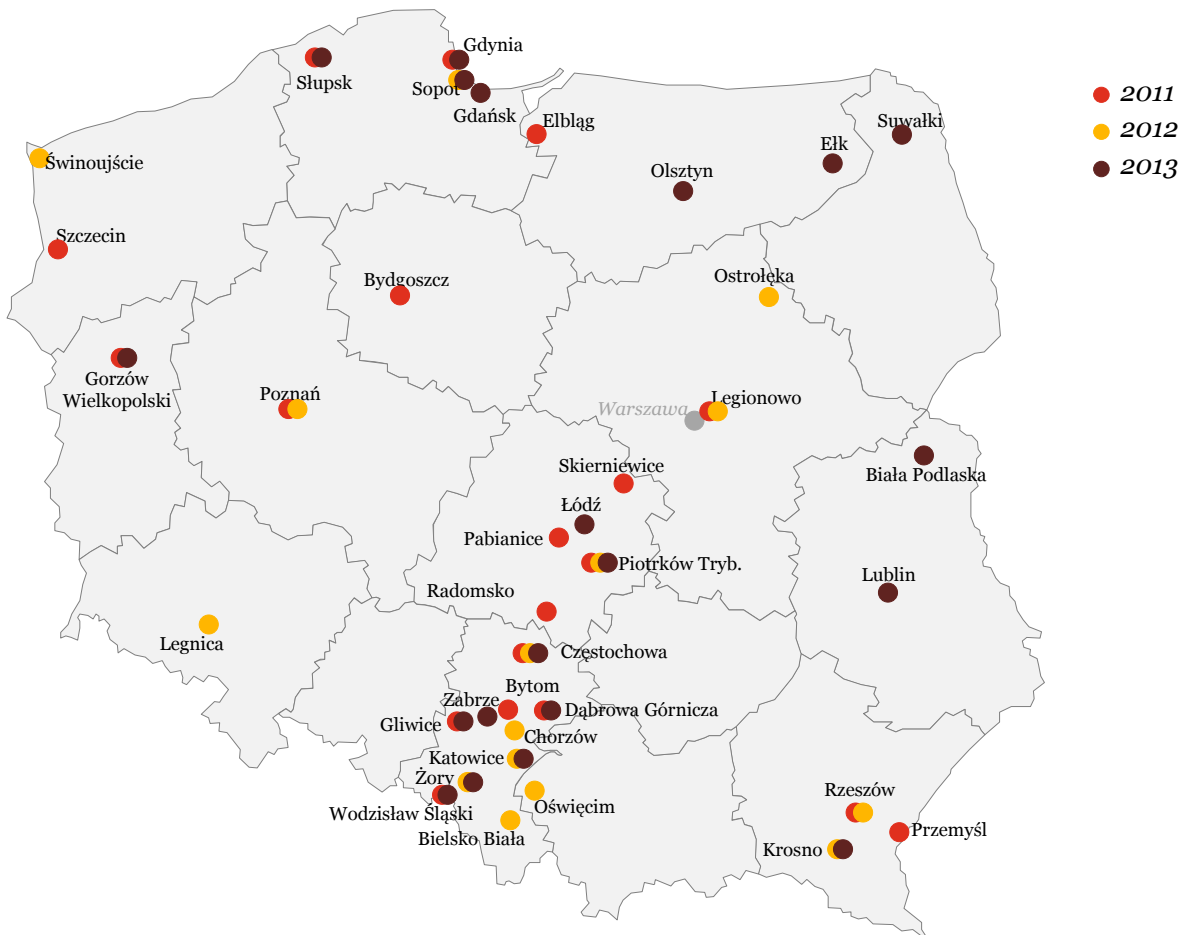 Gdynia
Słupsk
Sopot
Gdańsk
2011
2012
2013
Elbląg
Suwałki
Ełk
Świnoujście
Olsztyn
Szczecin
Bydgoszcz
Ostrołęka
Gorzów
Wielkopolski
Poznań
Warszawa
Legionowo
Skierniewice
Biała Podlaska
Łódź
Pabianice
Piotrków Tryb.
Radomsko
Lublin
Legnica
Częstochowa
Bytom
Zabrze
Dąbrowa Górnicza
Gliwice
Chorzów
Katowice
Żory
Wodzisław Śląski
Oświęcim
Bielsko Biała
Rzeszów
Przemyśl
Krosno